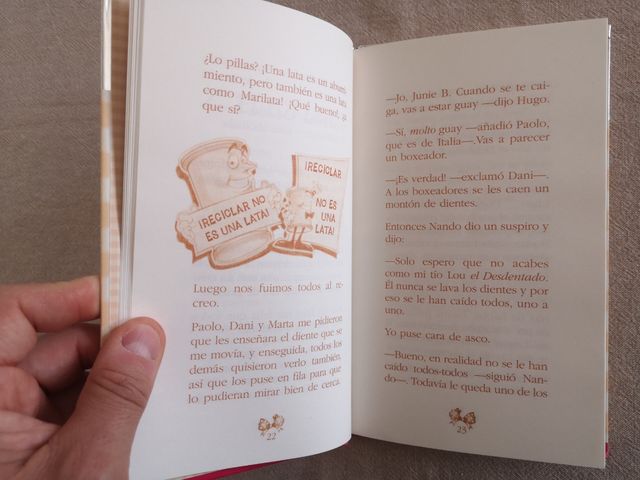 ¿Lo pillas? ¡Una lata es un aburri-
miento, pero también es una lata
como Marilata! ¡Qué bueno!, ¿a
que sí?
¡RECICLAR NO
ES UNA LATA!
¡RECICLAR
NO ES
UNA
LATA!
Luego nos fuimos todos al re-
creo.
Paolo, Dani y Marta me pidieron
que les enseñara el diente que se
me movía, y enseguida, todos los
demás quisieron verlo también,
así que los puse en fila para que
lo pudieran mirar bien de cerca.
22
—Jo, Junie B. Cuando se te cai-
ga, vas a estar guay —dijo Hugo.
—Sí, molto guay —añadió Paolo,
que es de Italia—. Vas a parecer
un boxeador.
—¡Es verdad! —exclamó Dani—.
A los boxeadores se les caen un
montón de dientes.
Entonces Nando dio un suspiro y
dijo:
—Solo espero que no acabes
como mi tío Lou el Desdentado.
Él nunca se lava los dientes y por
eso se le han caído todos, uno a
uno.
Yo puse cara de asco.
—Bueno, en realidad no se le han
caído todos-todos —siguió Nan-
do—. Todavía le queda uno de los
23